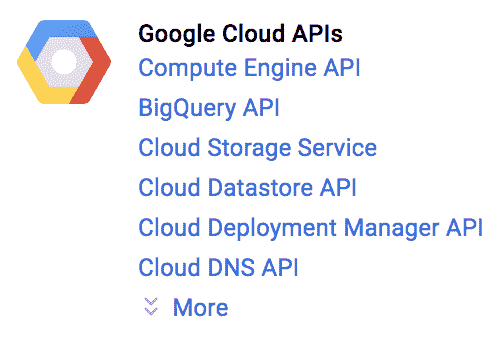 Google Cloud APIs
Compute Engine API
BigQuery API
Cloud Storage Service
Cloud Datastore API
Cloud Deployment Manager API
Cloud DNS API
More